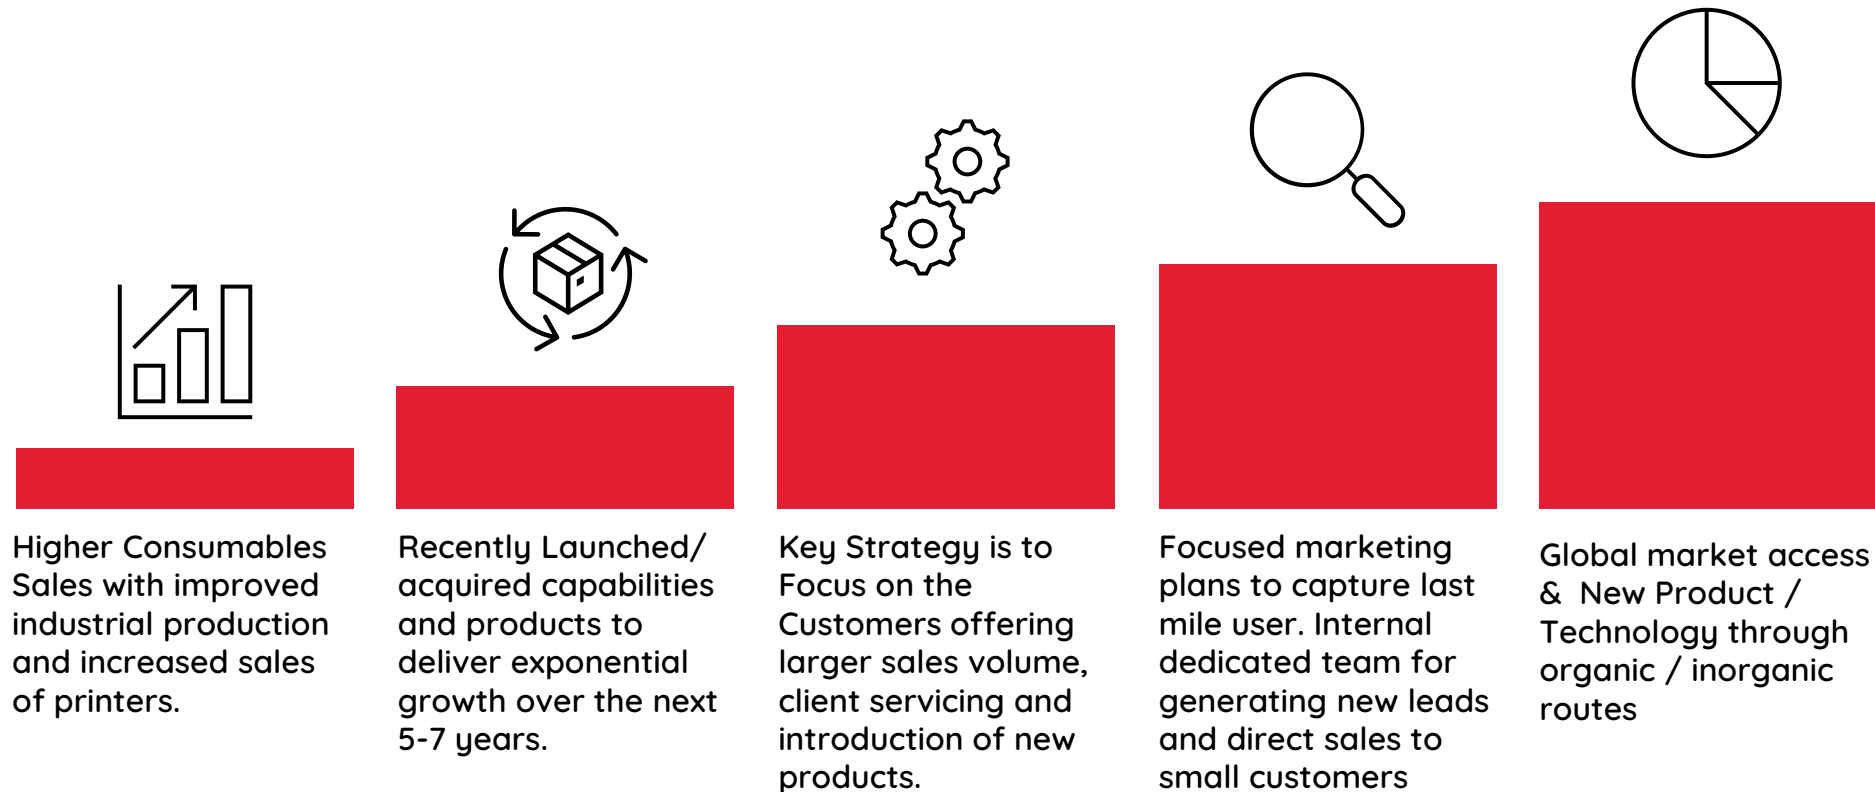 Higher Consumables
Sales with improved
industrial production
and increased sales
of printers.
Recently Launched/
acquired capabilities
and products to
deliver exponential
growth over the next
5-7 years.
Key Strategy is to
Focus on the
Customers offering
larger sales volume,
client servicing and
introduction of new
products.
Focused marketing
plans to capture last
mile user. Internal
dedicated team for
generating new leads
and direct sales to
small customers
Global market access
&  New Product /
Technology through
organic / inorganic
routes